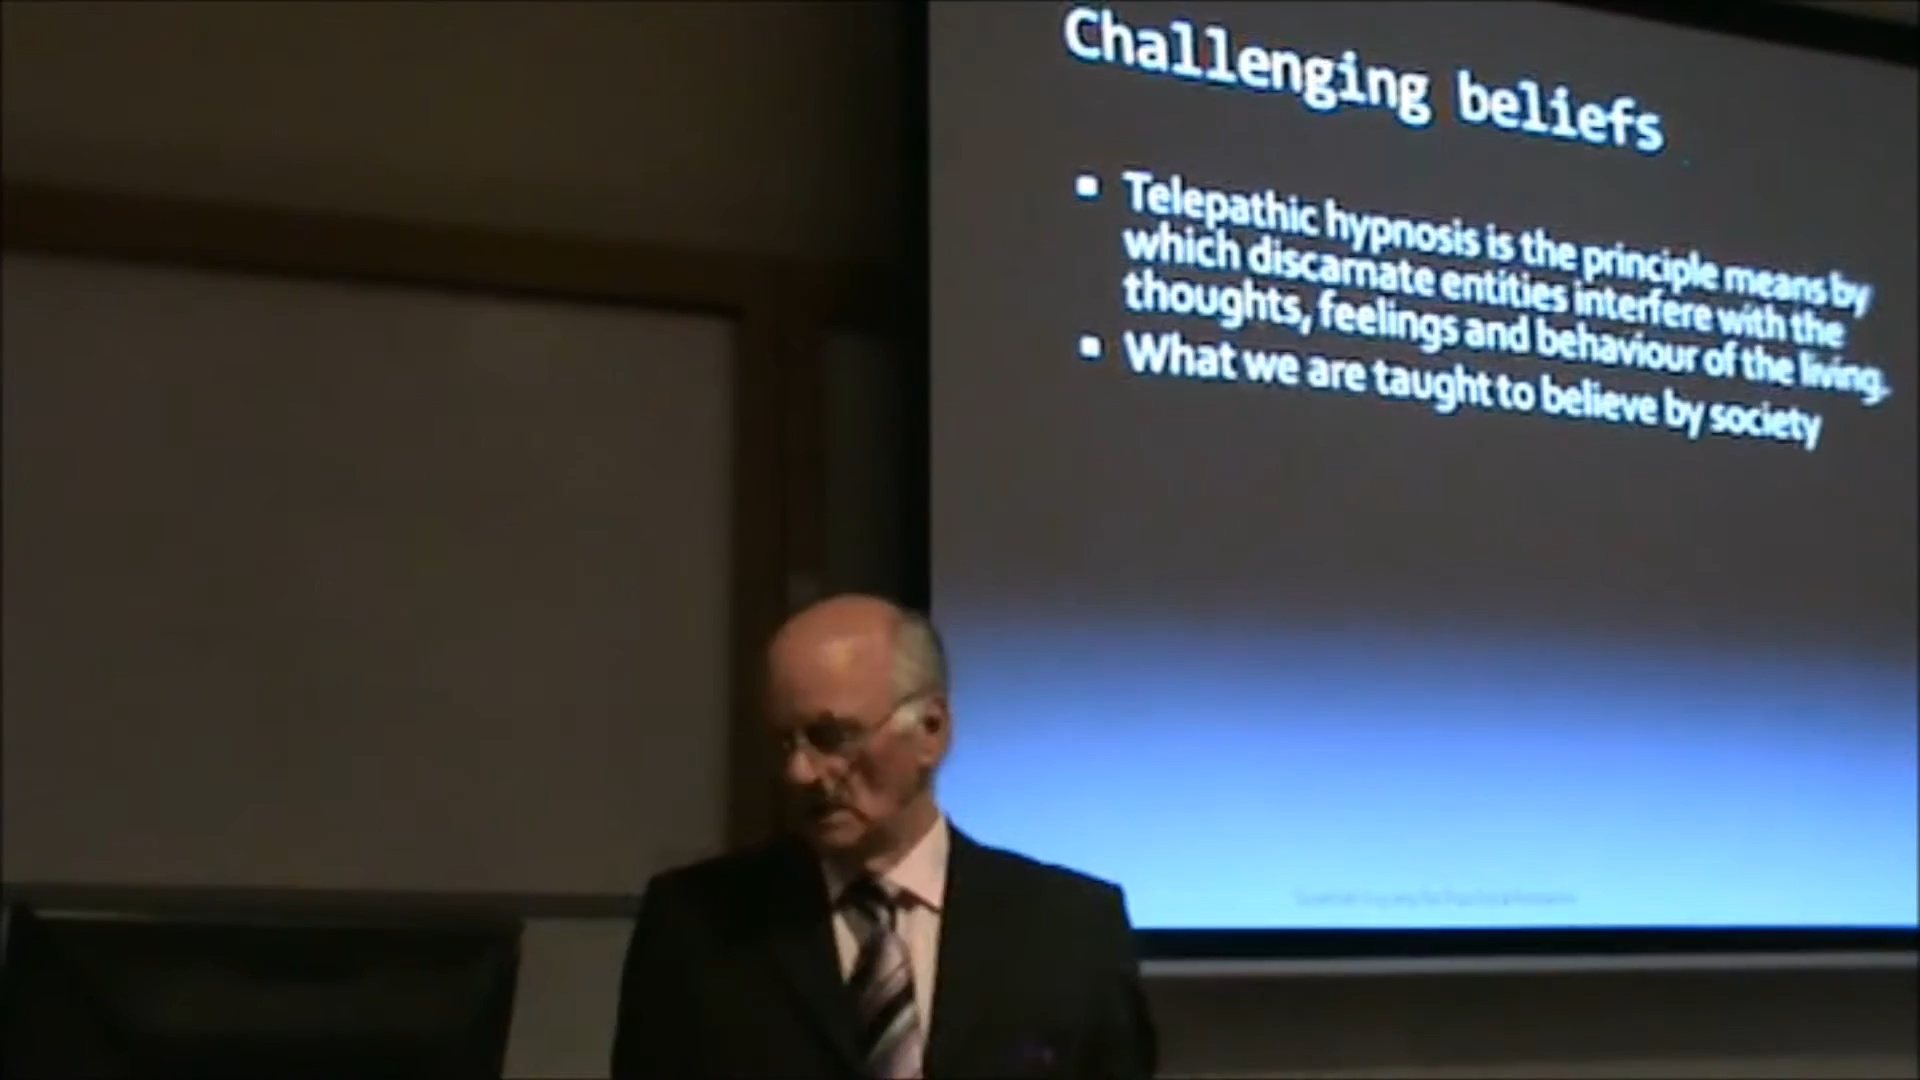 Challenging beliefs
Telepathic hypnosis is the principle means by
which discarnate entities interfere with the
thoughts, feelings and behaviour of the living.
What we are taught to believe by society